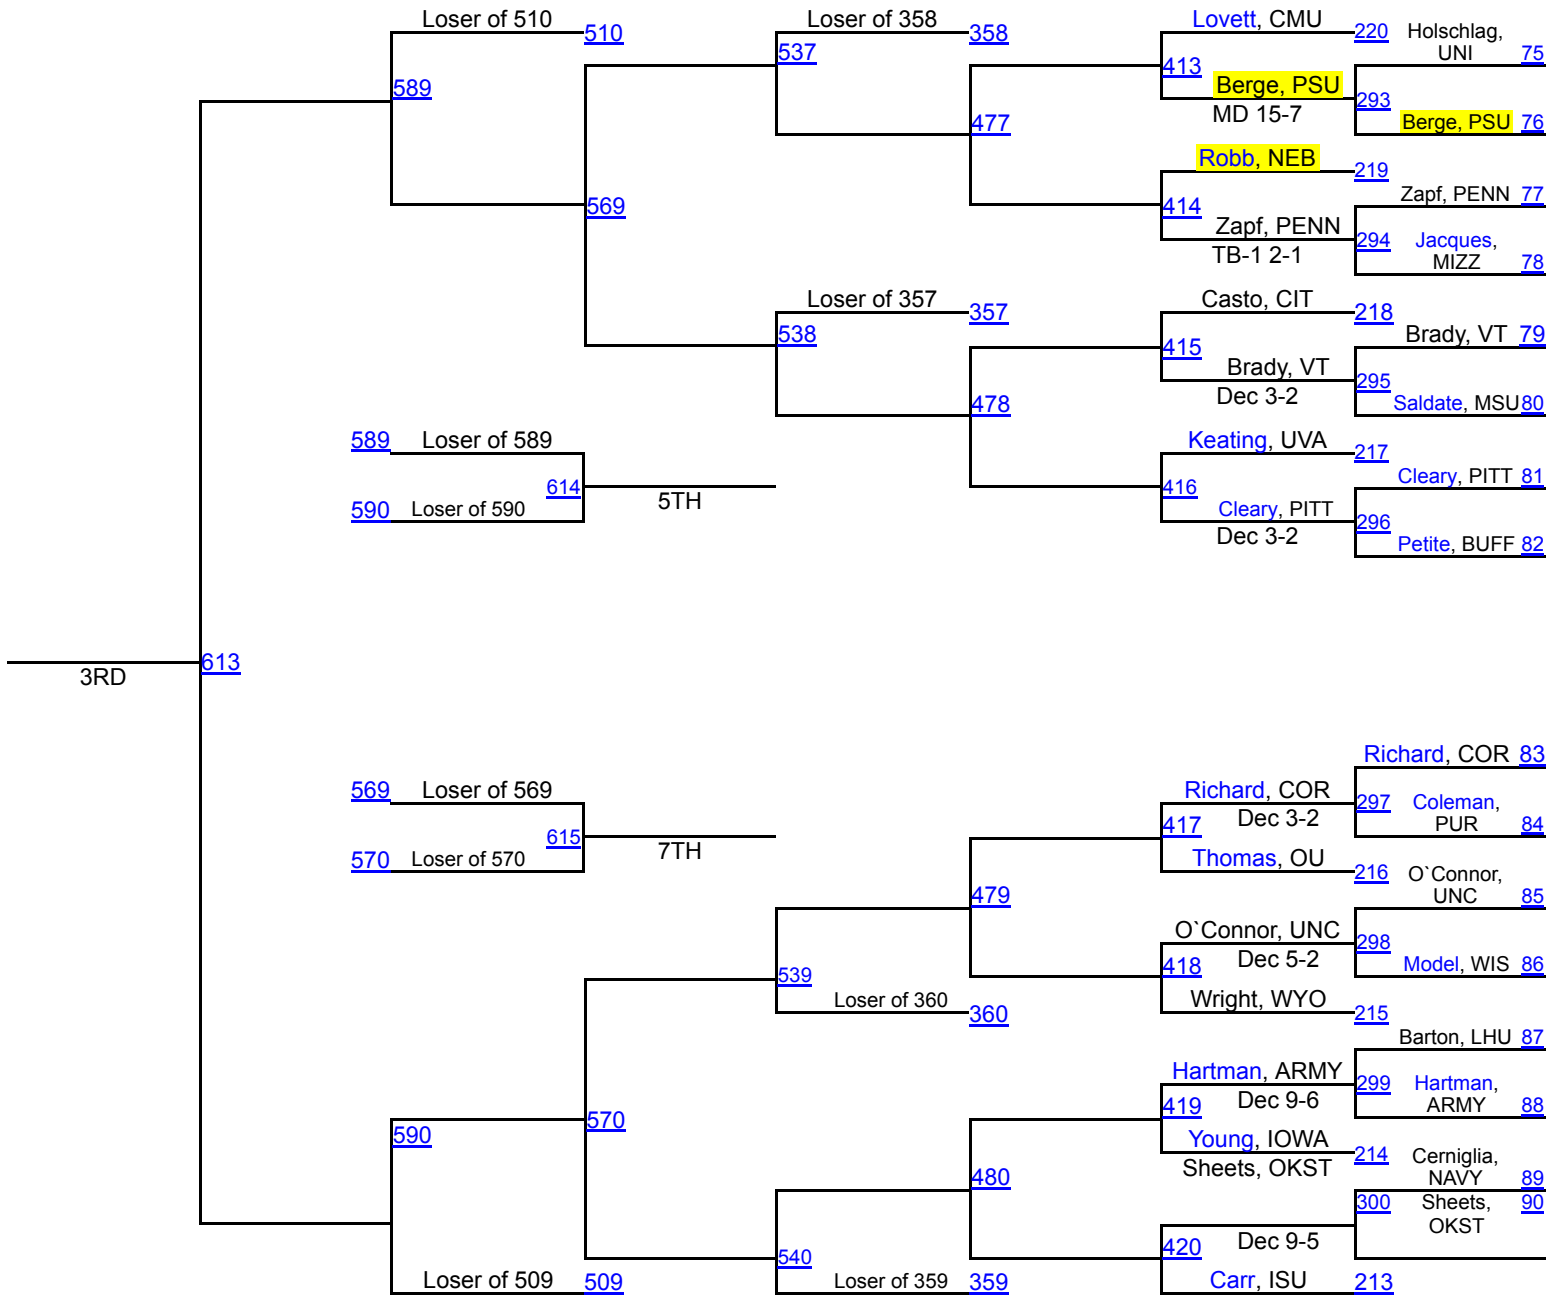 Loser of 510
510
Loser of 358
358
Lovett, CMU
220
Holschlag,
UNI
75
537
413
589
Berge, PSU
293
MD 15-7
477
Berge, PSU 76
Robb, NEB
219
Zapf, PENN 77
569
414
Zapf, PENN
294
Jacques,
MIZZ
78
TB-1 2-1
Loser of 357
357
Casto, CIT
218
538
Brady, VT 79
415
Brady, VT
295
Dec 3-2
478
Saldate, MSU 80
589
Loser of 589
Keating, UVA
217
Cleary, PITT 81
614
5TH
416
590
Loser of 590
Cleary, PITT
296
Dec 3-2
Petite, BUFF 82
613
3RD
Richard, COR 83
569
Loser of 569
Richard, COR
297
Coleman,
PUR
84
Dec 3-2
417
615
7TH
570
Loser of 570
Thomas, OU
216
O`Connor,
UNC
85
479
O`Connor, UNC
298
Dec 5-2
418
Model, WIS 86
539
Loser of 360
360
Wright, WYO
215
Barton, LHU 87
Hartman, ARMY
299
Hartman,
ARMY
88
Dec 9-6
419
570
590
Young, IOWA
214
Cerniglia,
NAVY
89
Sheets, OKST
480
300
Sheets,
OKST
90
Dec 9-5
420
540
Loser of 509
509
Loser of 359
359
Carr, ISU
213